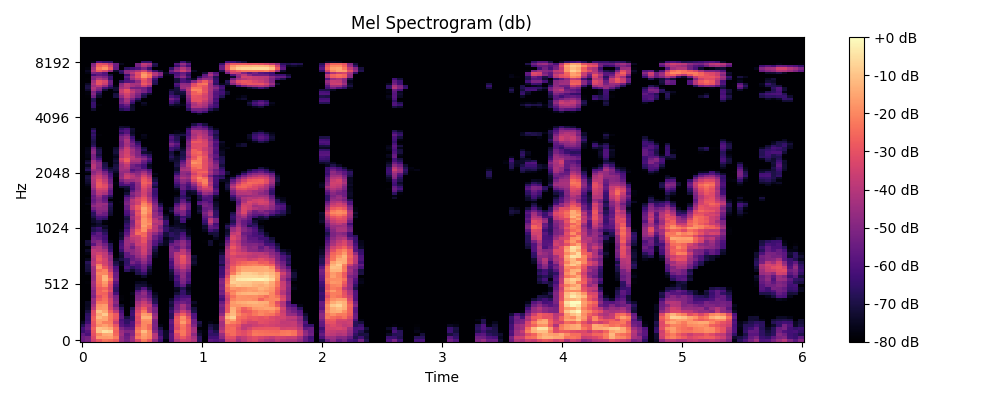 Mel Spectrogram (db)
8192
4096
2048
1024
512
0
Hz
0 1 2 3 4 5 6
Time
+0 dB
-10 dB
-20 dB
-30 dB
-40 dB
-50 dB
-60 dB
-70 dB
-80 dB